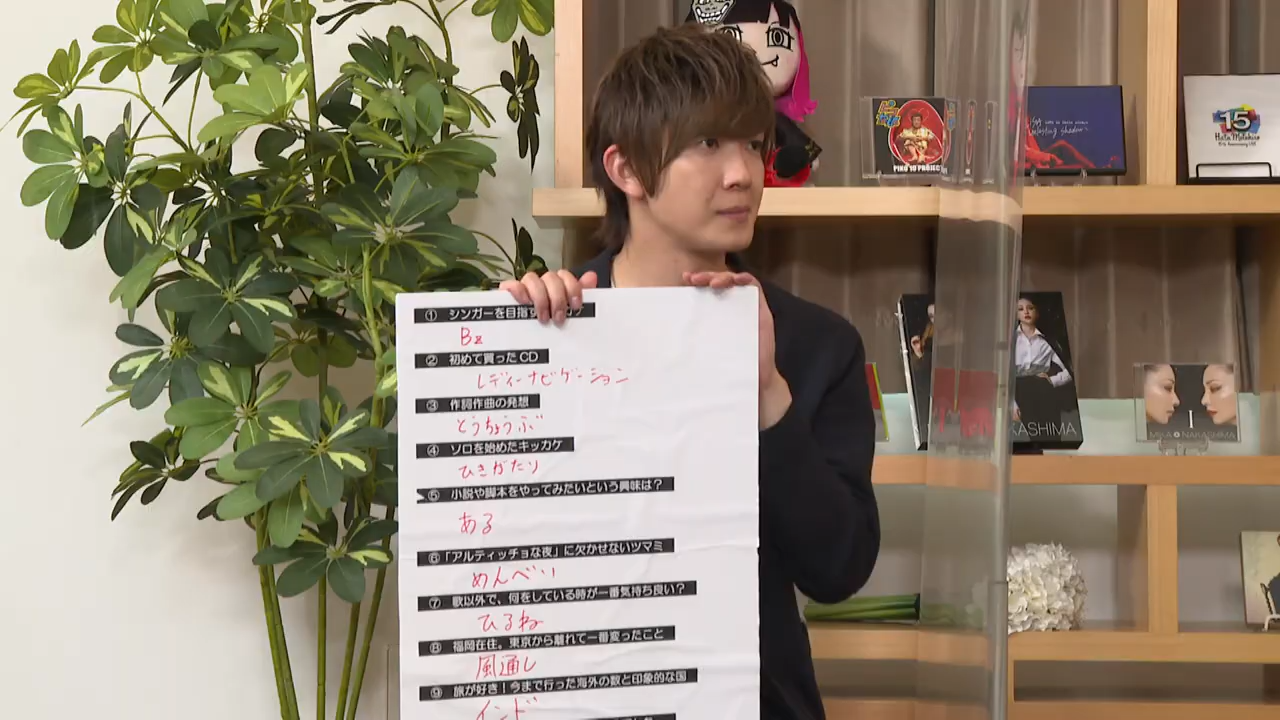 ① シンガーを目指す
B'z
② 初めて買ったCD
レディーナビゲーション
③ 作詞作曲の発想
とうちょうぶ
④ ソロを始めたキッカケ
ひきがたり
⑤ 小説や脚本をやってみたいという興味は?
ある
⑥「アルティッチョな夜」に欠かせないツマミ
めんべい
⑦ 歌以外で、何をしている時が一番気持ち良い?
ひるね
⑧ 福岡在住。東京から離れて一番変ったこと
風通し
⑨ 旅が好き!今まで行った海外の数と印象的な国
インド
PIKO 10 PROJECT
15
Hata Motohiro
KASHIMA
I
MIKA NAKASHIMA